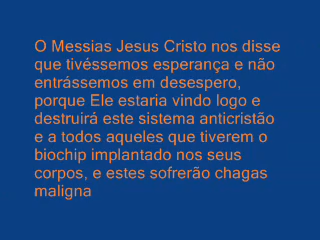 O Messias Jesus Cristo nos disse
que tivéssemos esperança e não
entrássemos em desespero,
porque Ele estaria vindo logo e
destruirá este sistema anticristão
e a todos aqueles que tiverem o
biochip implantado nos seus
corpos, e estes sofrerão chagas
maligna